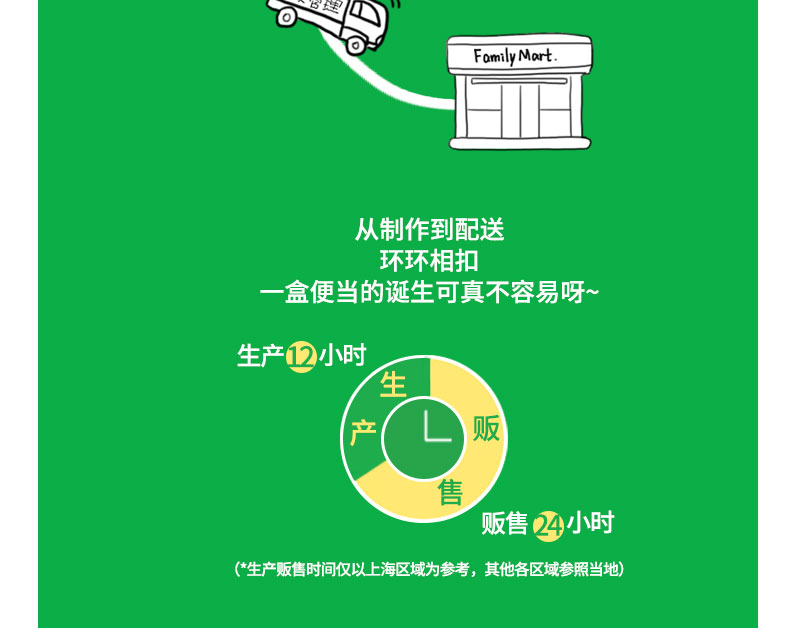 管理
FamilyMart.
从制作到配送
环环相扣
一盒便当的诞生可真不容易呀~
生产12小时
生
产
贩
售
贩售24小时
(*生产贩售时间仅以上海区域为参考，其他各区域参照当地)